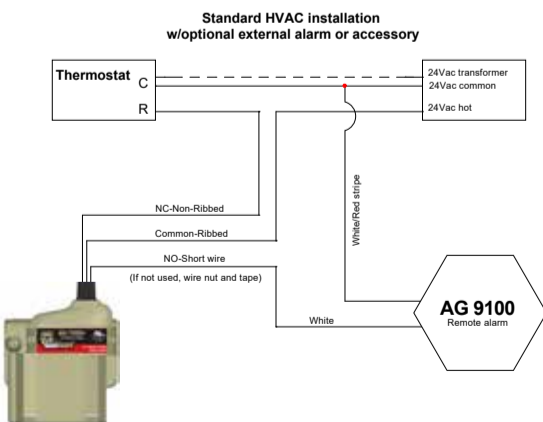 Standard HVAC installation
w/optional external alarm or accessory
Thermostat
C
R
24Vac transformer
24Vac common
24Vac hot
NC-Non-Ribbed
Common-Ribbed
NO-Short wire
(If not used, wire nut and tape)
White/Red stripe
White
AG 9100
Remote alarm